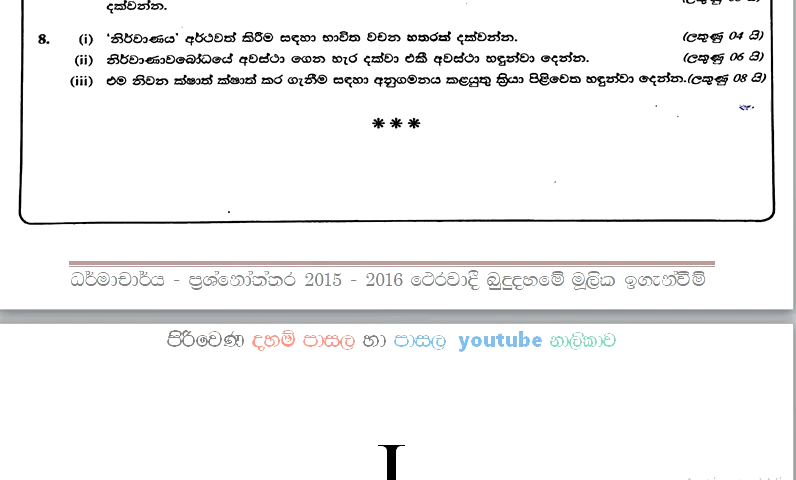 දක්වන්න.
8. (i) ‘නිර්වාණය’ අර්ථවත් කිරීම සඳහා භාවිත වචන හතරක් දක්වන්න. (ලකුණු 04 යි)
(ii) නිර්වාණාවබෝධයේ අවස්ථා ගෙන හැර දක්වා එකී අවස්ථා හඳුන්වා දෙන්න. (ලකුණු 06 යි)
(iii) එම නිවන ක්ෂාත් ක්ෂාත් කර ගැනීම සඳහා අනුගමනය කළයුතු ක්‍රියා පිළිවෙත හඳුන්වා දෙන්න. (ලකුණු 08 යි)
***
ධර්මාචාර්ය - ප්‍රශ්නෝත්තර 2015 - 2016 ථෙරවාදී බුදුදහමේ මූලික ඉගැන්වීම්
පිරිවෙණ දහම් පාසල හා පාසල youtube නාලිකාව
I